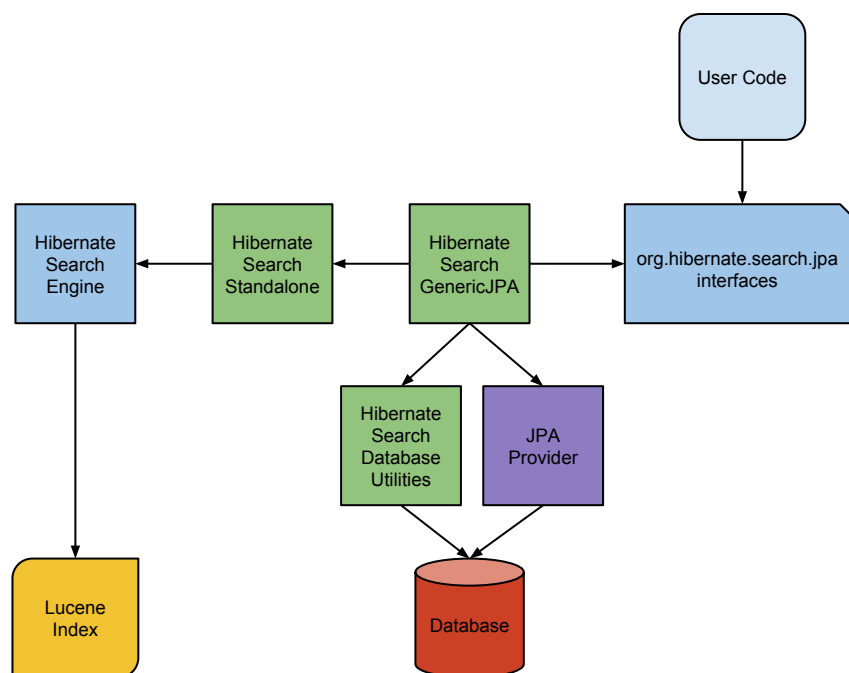 User Code
Hibernate
Search
Engine
Hibernate
Search
Standalone
Hibernate
Search
GenericJPA
org.hibernate.search.jpa
interfaces
Hibernate
Search
Database
Utilities
JPA
Provider
Lucene
Index
Database